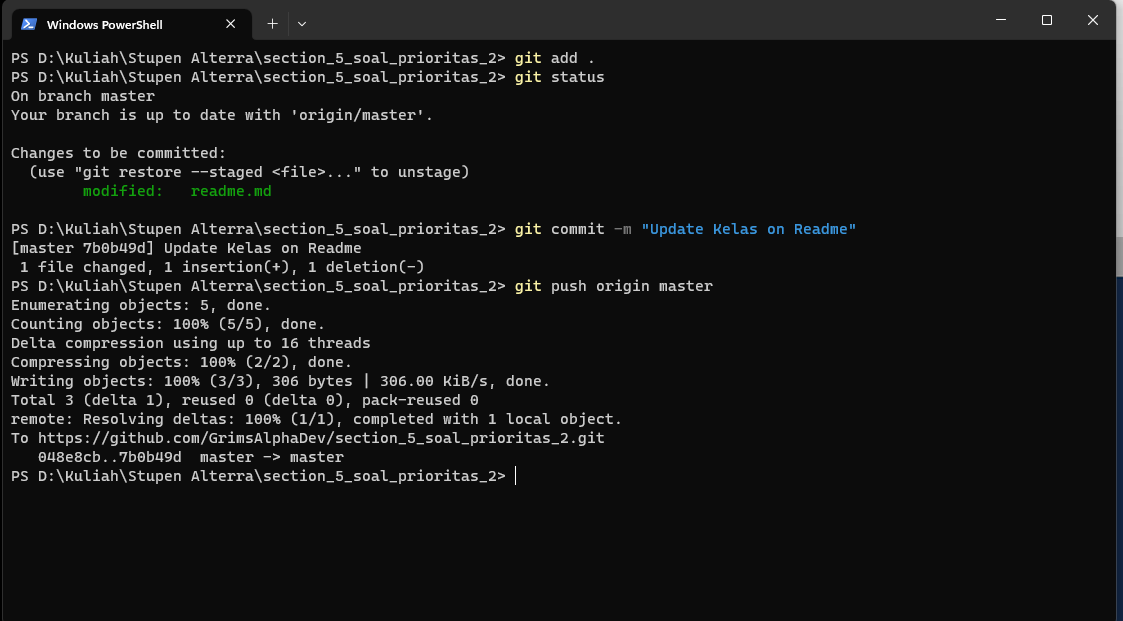 Windows PowerShell
PS D:\Kuliah\Stupen Alterra\section_5_soal_prioritas_2> git add .
PS D:\Kuliah\Stupen Alterra\section_5_soal_prioritas_2> git status
On branch master
Your branch is up to date with 'origin/master'.
Changes to be committed:
  (use "git restore --staged <file>..." to unstage)
        modified:   readme.md
PS D:\Kuliah\Stupen Alterra\section_5_soal_prioritas_2> git commit -m "Update Kelas on Readme"
[master 7b0b49d] Update Kelas on Readme
 1 file changed, 1 insertion(+), 1 deletion(-)
PS D:\Kuliah\Stupen Alterra\section_5_soal_prioritas_2> git push origin master
Enumerating objects: 5, done.
Counting objects: 100% (5/5), done.
Delta compression using up to 16 threads
Compressing objects: 100% (2/2), done.
Writing objects: 100% (3/3), 306 bytes | 306.00 KiB/s, done.
Total 3 (delta 1), reused 0 (delta 0), pack-reused 0
remote: Resolving deltas: 100% (1/1), completed with 1 local object.
To https://github.com/GrimsAlphaDev/section_5_soal_prioritas_2.git
   048e8cb..7b0b49d  master -> master
PS D:\Kuliah\Stupen Alterra\section_5_soal_prioritas_2>